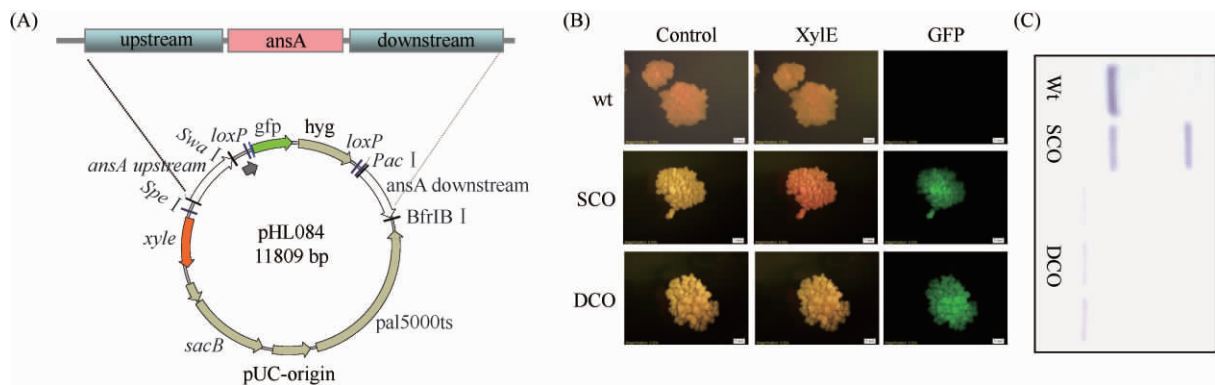 (A)
upstream ansA downstream
Swa I
loxP
gfp
hyg
loxP
Pac I
ansA upstream
ansA downstream
Spe I
BfrIB I
xyle
pHL084
11809 bp
pal5000ts
sacB
pUC-origin
(B)
Control XylE GFP
wt
SCO
DCO
(C)
Wt
SCO
DCO